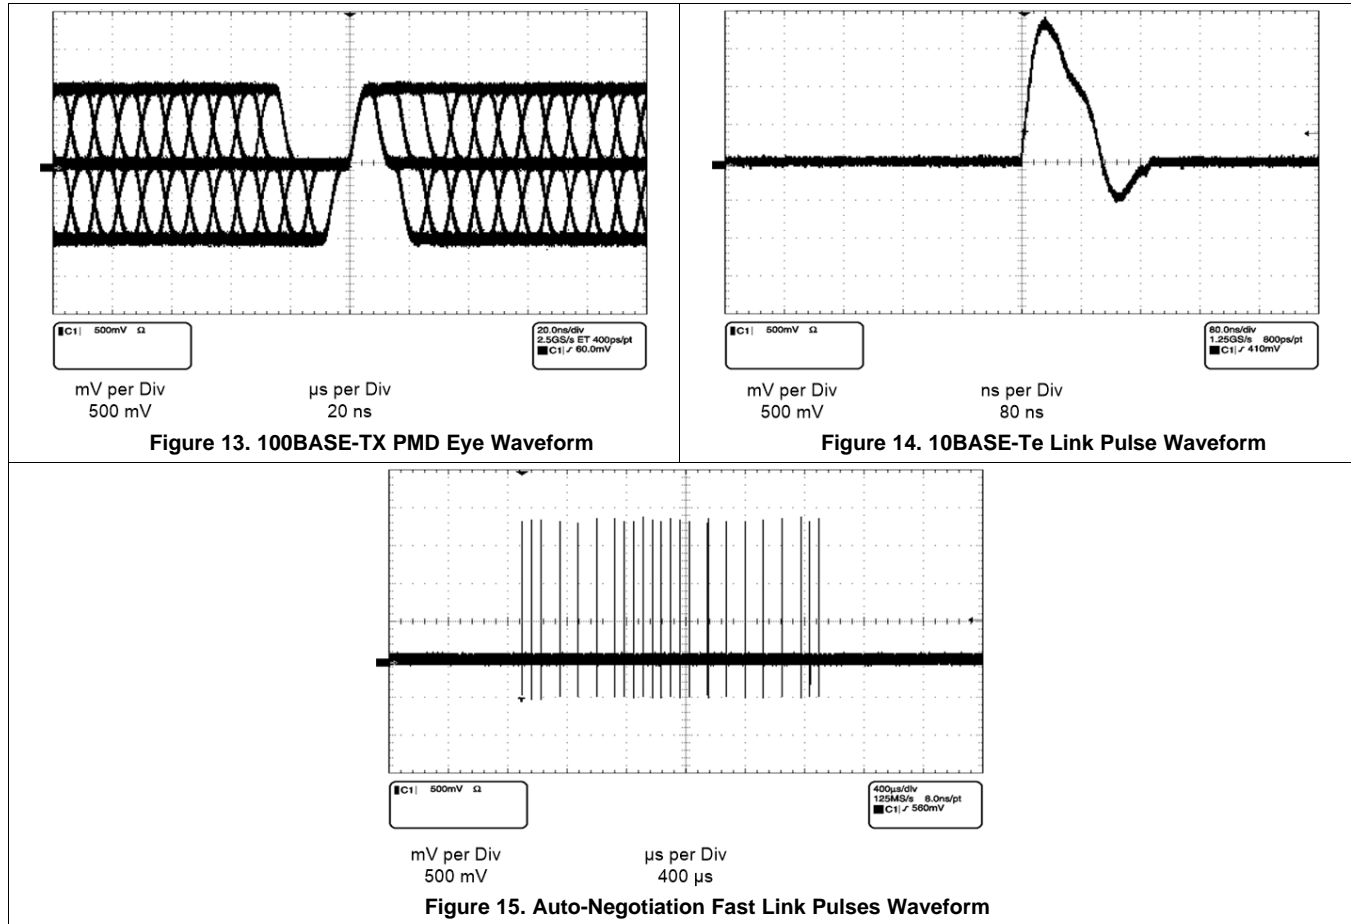 C1 500mV Ω
20.0ns/div
2.5GS/s ET 400ps/pt
C1 60.0mV
mV per Div
500 mV
µs per Div
20 ns
Figure 13. 100BASE-TX PMD Eye Waveform
C1 500mV Ω
80.0ns/div
1.25GS/s 800ps/pt
C1 410mV
mV per Div
500 mV
ns per Div
80 ns
Figure 14. 10BASE-Te Link Pulse Waveform
C1 500mV Ω
400µs/div
125MS/s 8.0ns/pt
C1 560mV
mV per Div
500 mV
µs per Div
400 µs
Figure 15. Auto-Negotiation Fast Link Pulses Waveform